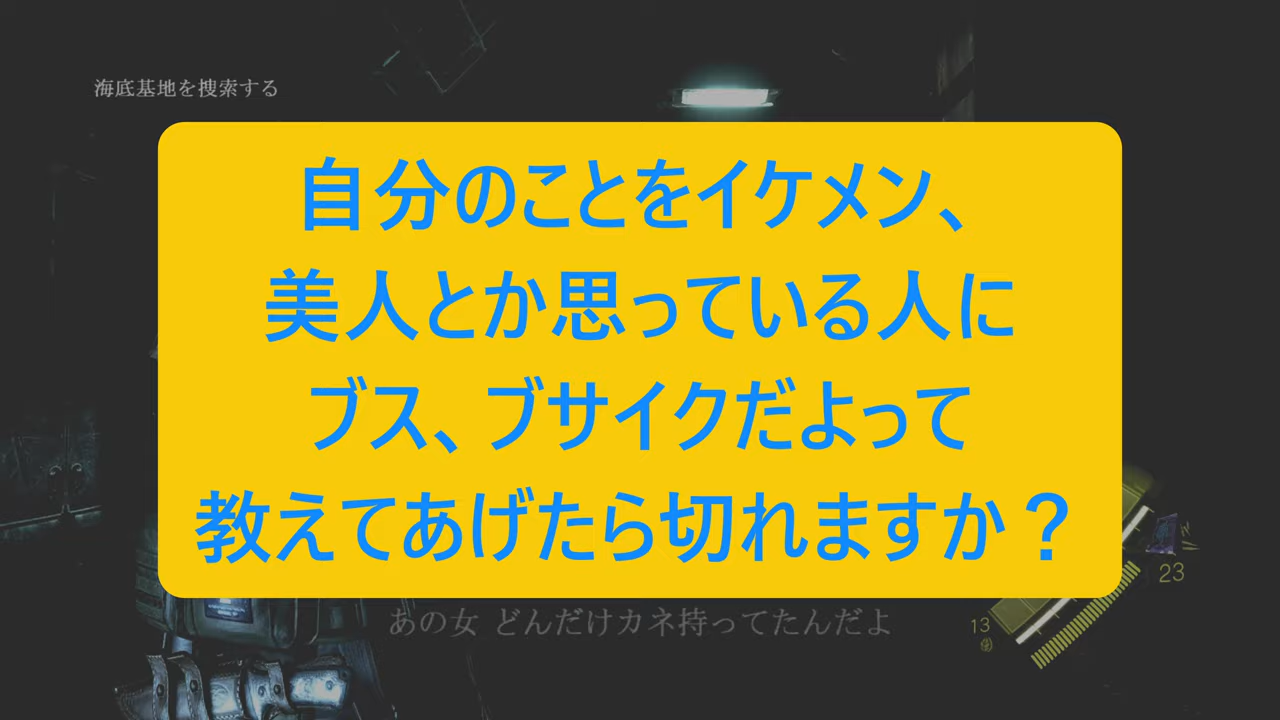 海底基地を捜索する
自分のことをイケメン、
美人とか思っている人に
ブス、ブサイクだよって
教えてあげたら切れますか？
23
あの女 どんだけカネ持ってたんだよ
13